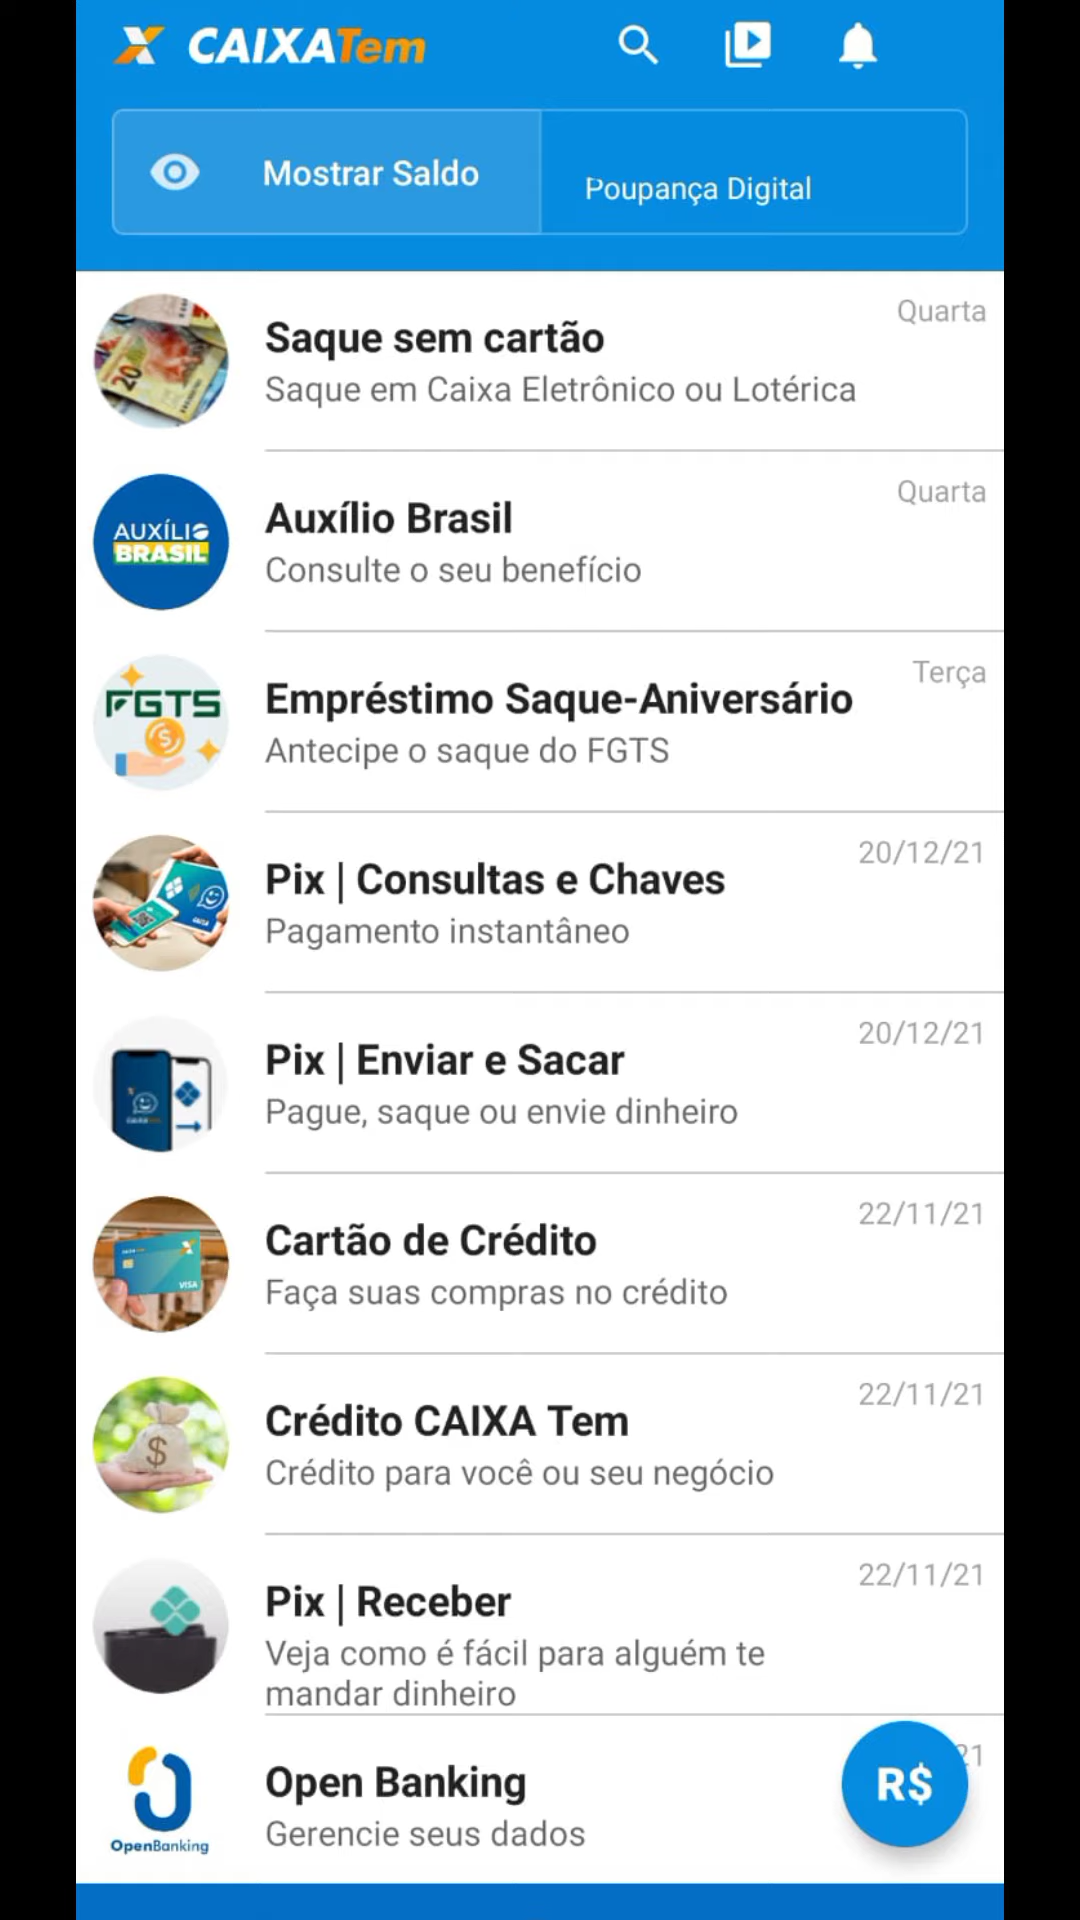 CAIXATem
Mostrar Saldo
Poupança Digital
Quarta
Saque sem cartão
Saque em Caixa Eletrônico ou Lotérica
Quarta
AUXÍLIO
BRASIL
Auxílio Brasil
Consulte o seu benefício
Terça
FGTS
Empréstimo Saque-Aniversário
Antecipe o saque do FGTS
20/12/21
Pix | Consultas e Chaves
Pagamento instantâneo
20/12/21
Pix | Enviar e Sacar
Pague, saque ou envie dinheiro
22/11/21
Cartão de Crédito
VISA
Faça suas compras no crédito
22/11/21
Crédito CAIXA Tem
$
Crédito para você ou seu negócio
22/11/21
Pix | Receber
Veja como é fácil para alguém te
mandar dinheiro
21
Open Banking
R$
Gerencie seus dados
OpenBanking